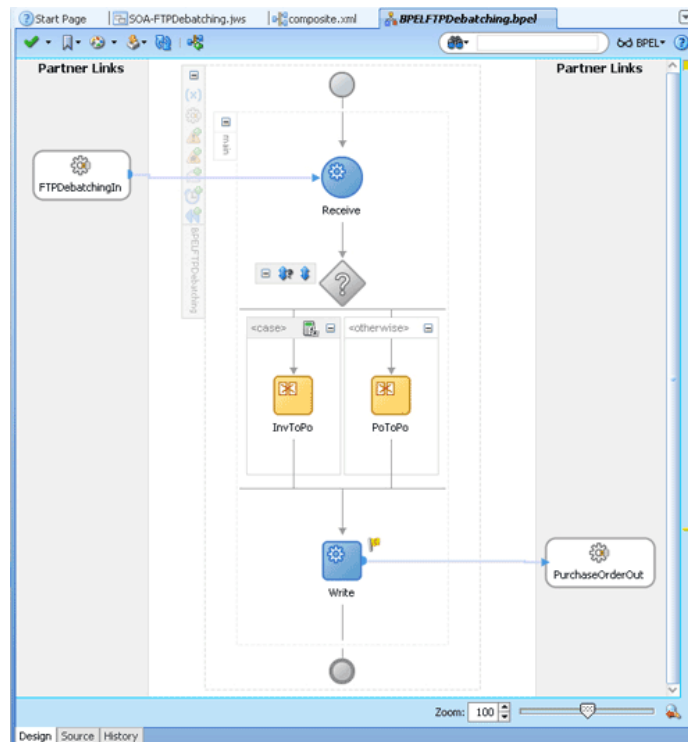 Start Page
SOA-FTPDebatching.jws
composite.xml
BPELFTPDebatching.bpel
BPEL
Partner Links
Partner Links
main
FTPDebatchingIn
Receive
BPELFTPDebatching
<case>
<otherwise>
InvToPo
PoToPo
Write
PurchaseOrderOut
Zoom: 100
Design Source History